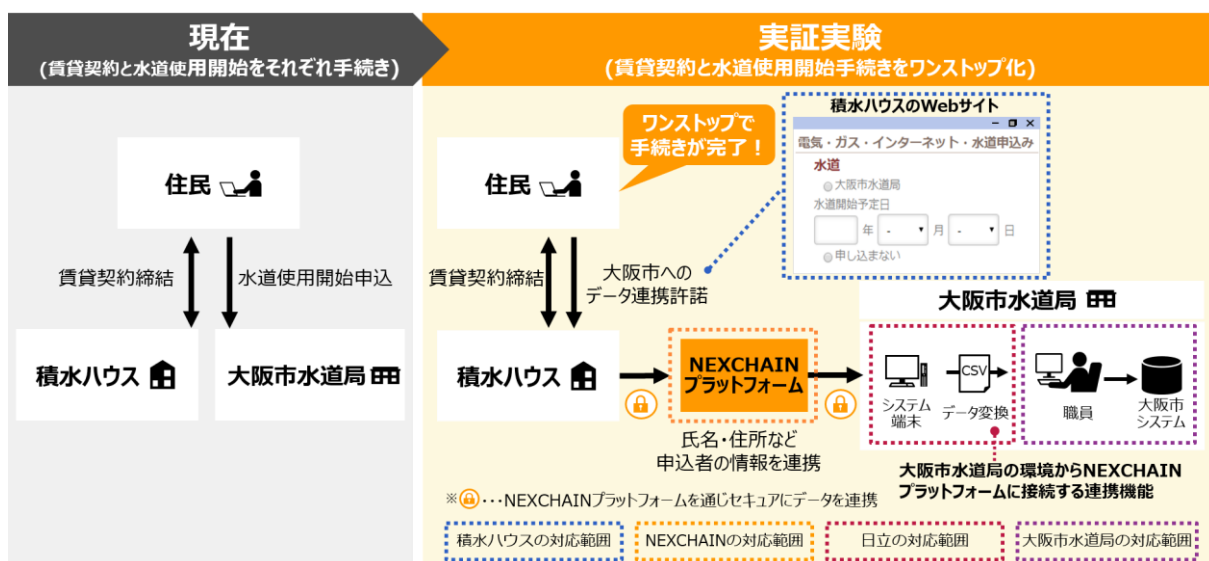 現在
(賃貸契約と水道使用開始をそれぞれ手続き)
住民
賃貸契約締結
水道使用開始申込
積水ハウス
大阪市水道局
実証実験
(賃貸契約と水道使用開始手続きをワンストップ化)
ワンストップで
手続きが完了！
住民
積水ハウスのWebサイト
電気・ガス・インターネット・水道申込み
水道
大阪市水道局
水道開始予定日
年 - 月 - 日
申し込まない
賃貸契約締結
大阪市への
データ連携許諾
積水ハウス
NEXCHAIN
プラットフォーム
氏名・住所など
申込者の情報を連携
大阪市水道局
システム
端末
CSV
データ変換
職員
大阪市
システム
大阪市水道局の環境からNEXCHAIN
プラットフォームに接続する連携機能
※ ･･･NEXCHAINプラットフォームを通じセキュアにデータを連携
積水ハウスの対応範囲
NEXCHAINの対応範囲
日立の対応範囲
大阪市水道局の対応範囲